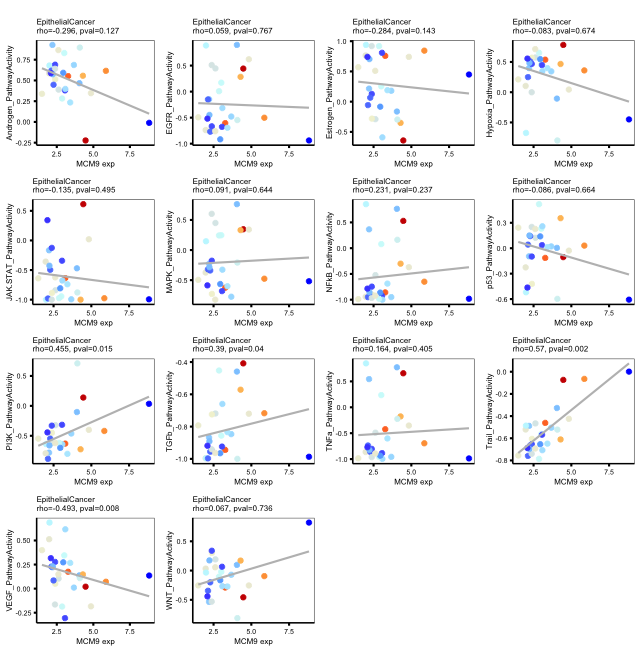 EpithelialCancer
rho=-0.296, pval=0.127
Androgen_PathwayActivity
0.75
0.50
0.25
0.00
-0.25
2.5
5.0
7.5
MCM9 exp
EpithelialCancer
rho=0.059, pval=0.767
EGFR_PathwayActivity
0.5
0.0
-0.5
-1.0
2.5
5.0
7.5
MCM9 exp
EpithelialCancer
rho=-0.284, pval=0.143
Estrogen_PathwayActivity
1.0
0.5
0.0
-0.5
2.5
5.0
7.5
MCM9 exp
EpithelialCancer
rho=-0.083, pval=0.674
Hypoxia_PathwayActivity
0.5
0.0
-0.5
2.5
5.0
7.5
MCM9 exp
EpithelialCancer
rho=-0.135, pval=0.495
JAK-STAT_PathwayActivity
0.5
0.0
-0.5
-1.0
2.5
5.0
7.5
MCM9 exp
EpithelialCancer
rho=0.091, pval=0.644
MAPK_PathwayActivity
0.5
0.0
-0.5
2.5
5.0
7.5
MCM9 exp
EpithelialCancer
rho=0.231, pval=0.237
NFkB_PathwayActivity
0.5
0.0
-0.5
-1.0
2.5
5.0
7.5
MCM9 exp
EpithelialCancer
rho=-0.086, pval=0.664
p53_PathwayActivity
0.3
0.0
-0.3
-0.6
2.5
5.0
7.5
MCM9 exp
EpithelialCancer
rho=0.455, pval=0.015
PI3K_PathwayActivity
0.5
0.0
-0.5
2.5
5.0
7.5
MCM9 exp
EpithelialCancer
rho=0.39, pval=0.04
TGFb_PathwayActivity
-0.4
-0.6
-0.8
-1.0
2.5
5.0
7.5
MCM9 exp
EpithelialCancer
rho=0.164, pval=0.405
TNFa_PathwayActivity
0.5
0.0
-0.5
-1.0
2.5
5.0
7.5
MCM9 exp
EpithelialCancer
rho=0.57, pval=0.002
Trail_PathwayActivity
0.0
-0.2
-0.4
-0.6
-0.8
2.5
5.0
7.5
MCM9 exp
EpithelialCancer
rho=-0.493, pval=0.008
VEGF_PathwayActivity
0.50
0.25
0.00
-0.25
2.5
5.0
7.5
MCM9 exp
EpithelialCancer
rho=0.067, pval=0.736
WNT_PathwayActivity
0.5
0.0
-0.5
2.5
5.0
7.5
MCM9 exp